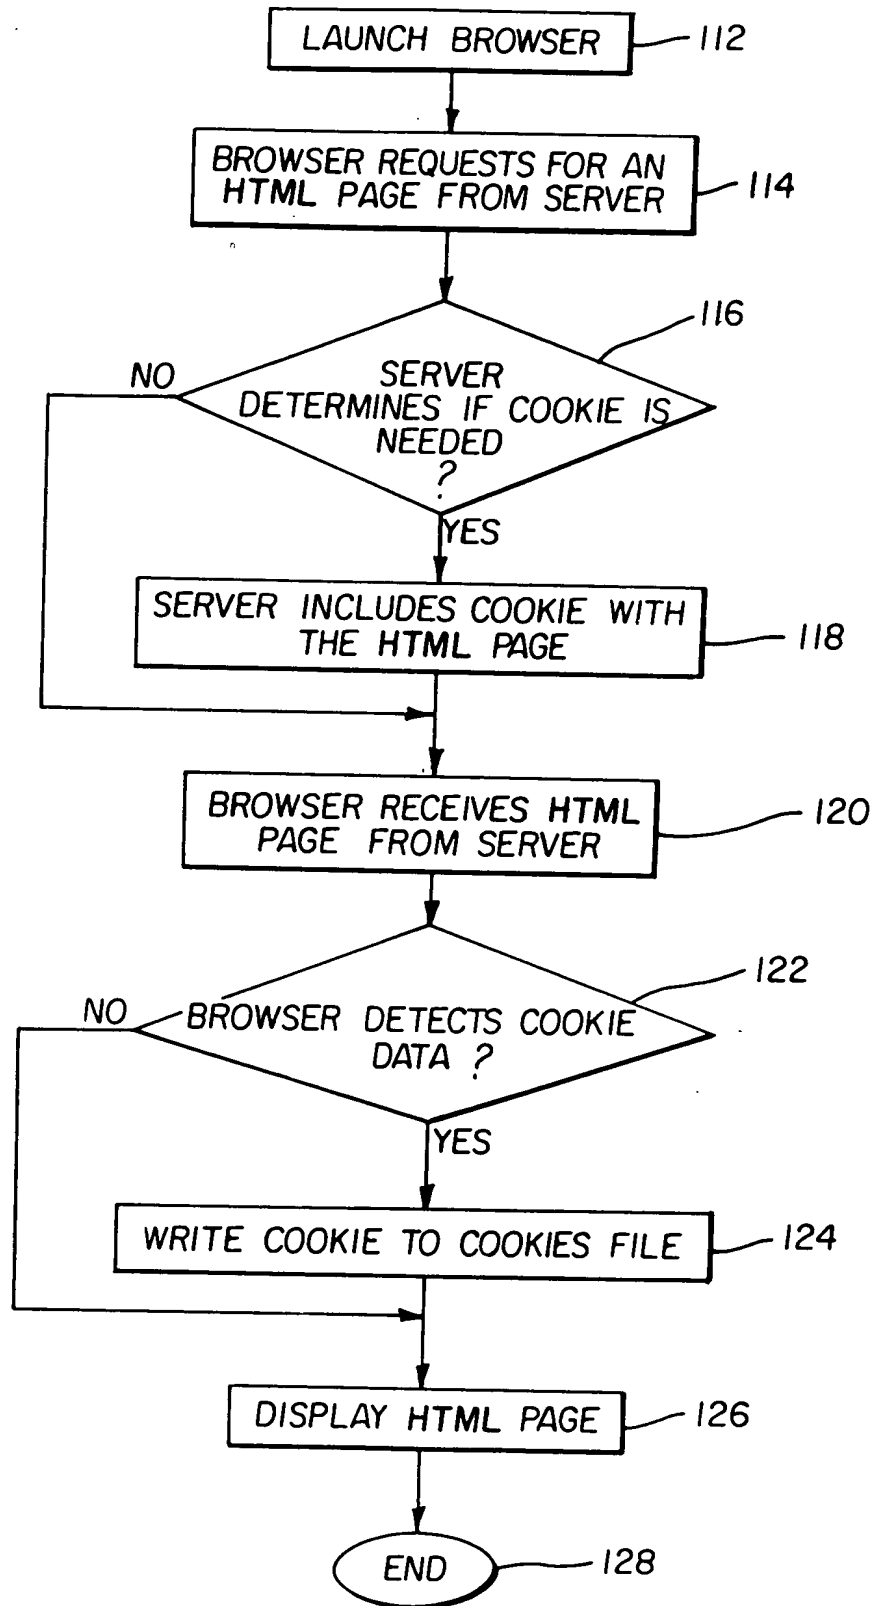 LAUNCH BROWSER
112
BROWSER REQUESTS FOR AN
HTML PAGE FROM SERVER
114
116
SERVER
DETERMINES IF COOKIE IS
NEEDED
?
NO
YES
SERVER INCLUDES COOKIE WITH
THE HTML PAGE
118
BROWSER RECEIVES HTML
PAGE FROM SERVER
120
122
BROWSER DETECTS COOKIE
DATA ?
NO
YES
WRITE COOKIE TO COOKIES FILE
124
DISPLAY HTML PAGE
126
END
128